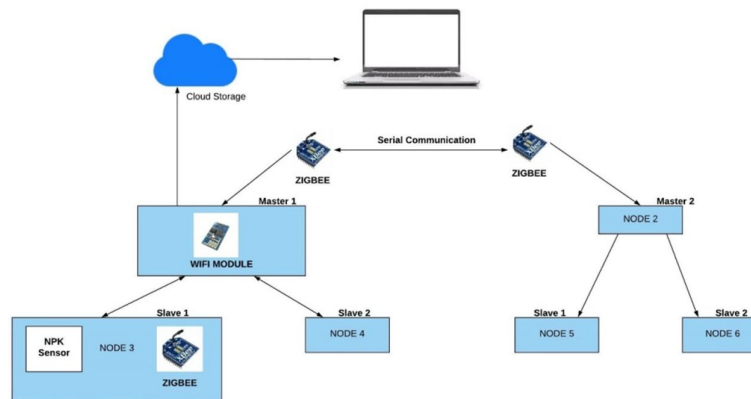 Cloud Storage
Serial Communication
ZIGBEE
ZIGBEE
Master 1
Master 2
NODE 2
WIFI MODULE
Slave 1
Slave 2
Slave 1
Slave 2
NPK
Sensor
NODE 3
NODE 4
NODE 5
NODE 6
ZIGBEE